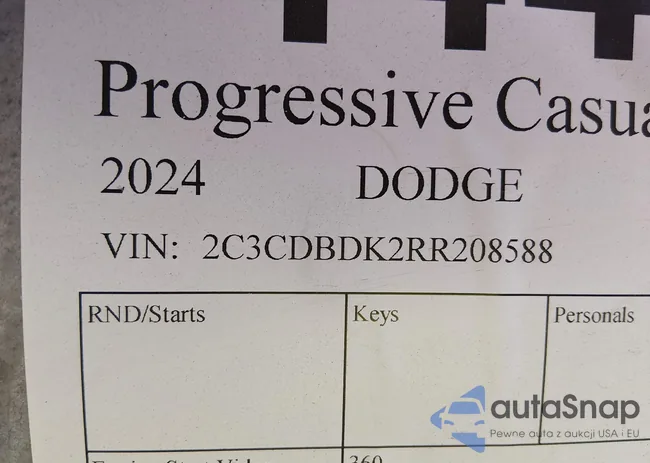 Progressive Casua
2024 DODGE
VIN: 2C3CDBDK2RR208588
RND/Starts Keys Personals
autaSnap
Pewne auta z aukcji USA i EU
360